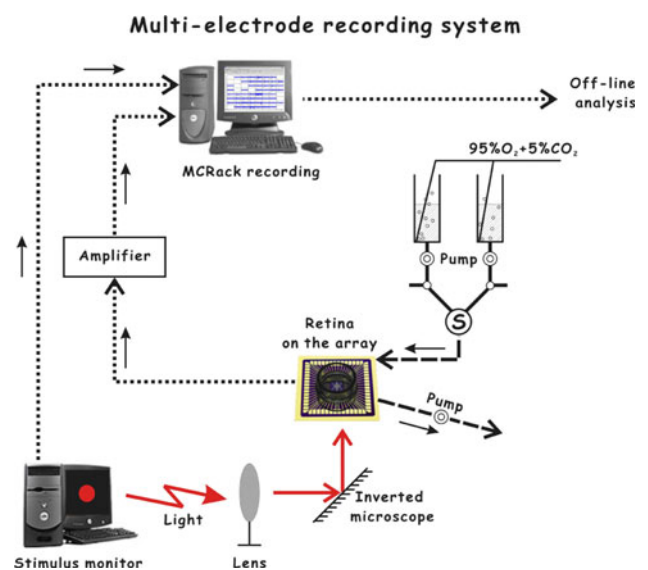 Multi-electrode recording system
Off-line
analysis
MCRack recording
95%O₂+5%CO₂
Amplifier
Pump
S
Retina
on the array
Pump
Light
Lens
Inverted
microscope
Stimulus monitor